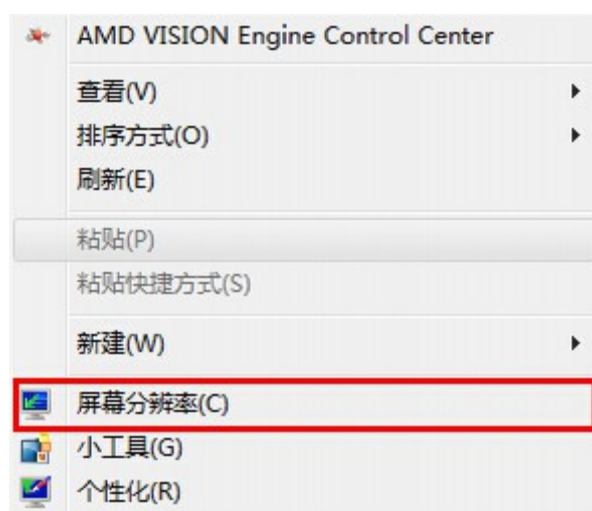 AMD VISION Engine Control Center
查看(V)
排序方式(O)
刷新(E)
粘贴(P)
粘贴快捷方式(S)
新建(W)
屏幕分辨率(C)
小工具(G)
个性化(R)